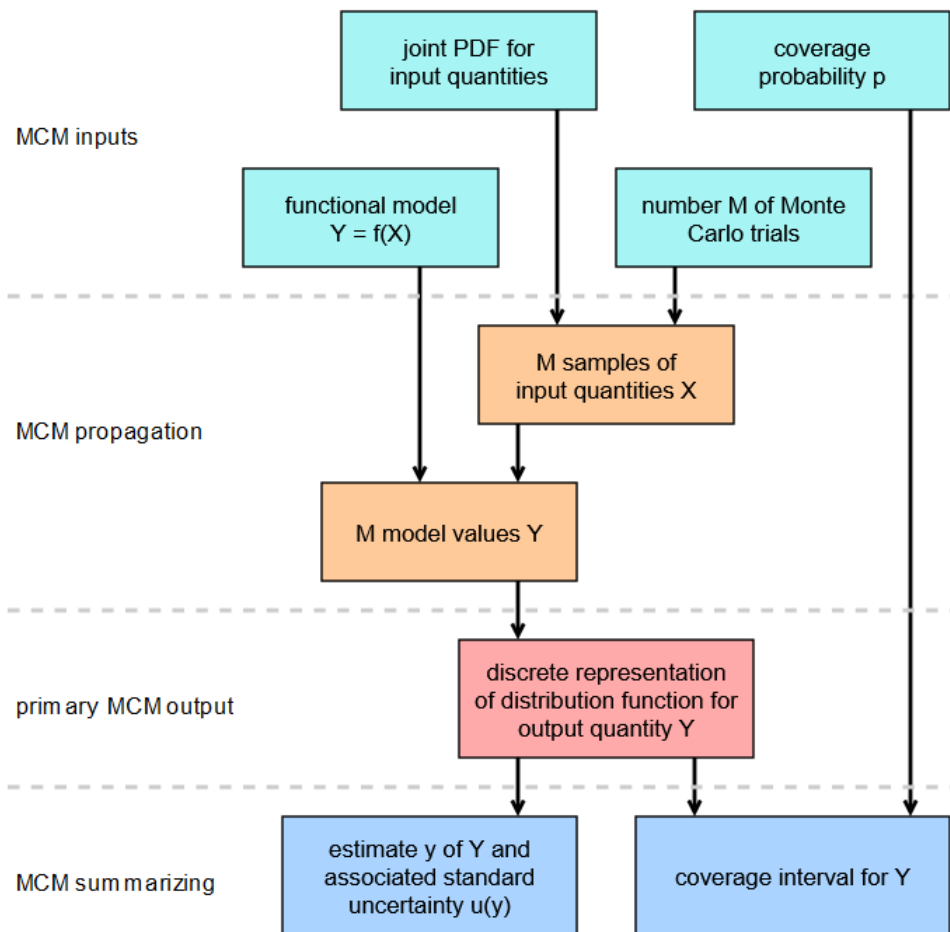 joint PDF for
input quantities
coverage
probability p
MCM inputs
functional model
Y = f(X)
number M of Monte
Carlo trials
M samples of
input quantities X
MCM propagation
M model values Y
discrete representation
of distribution function for
output quantity Y
primary MCM output
estimate y of Y and
associated standard
uncertainty u(y)
coverage interval for Y
MCM summarizing